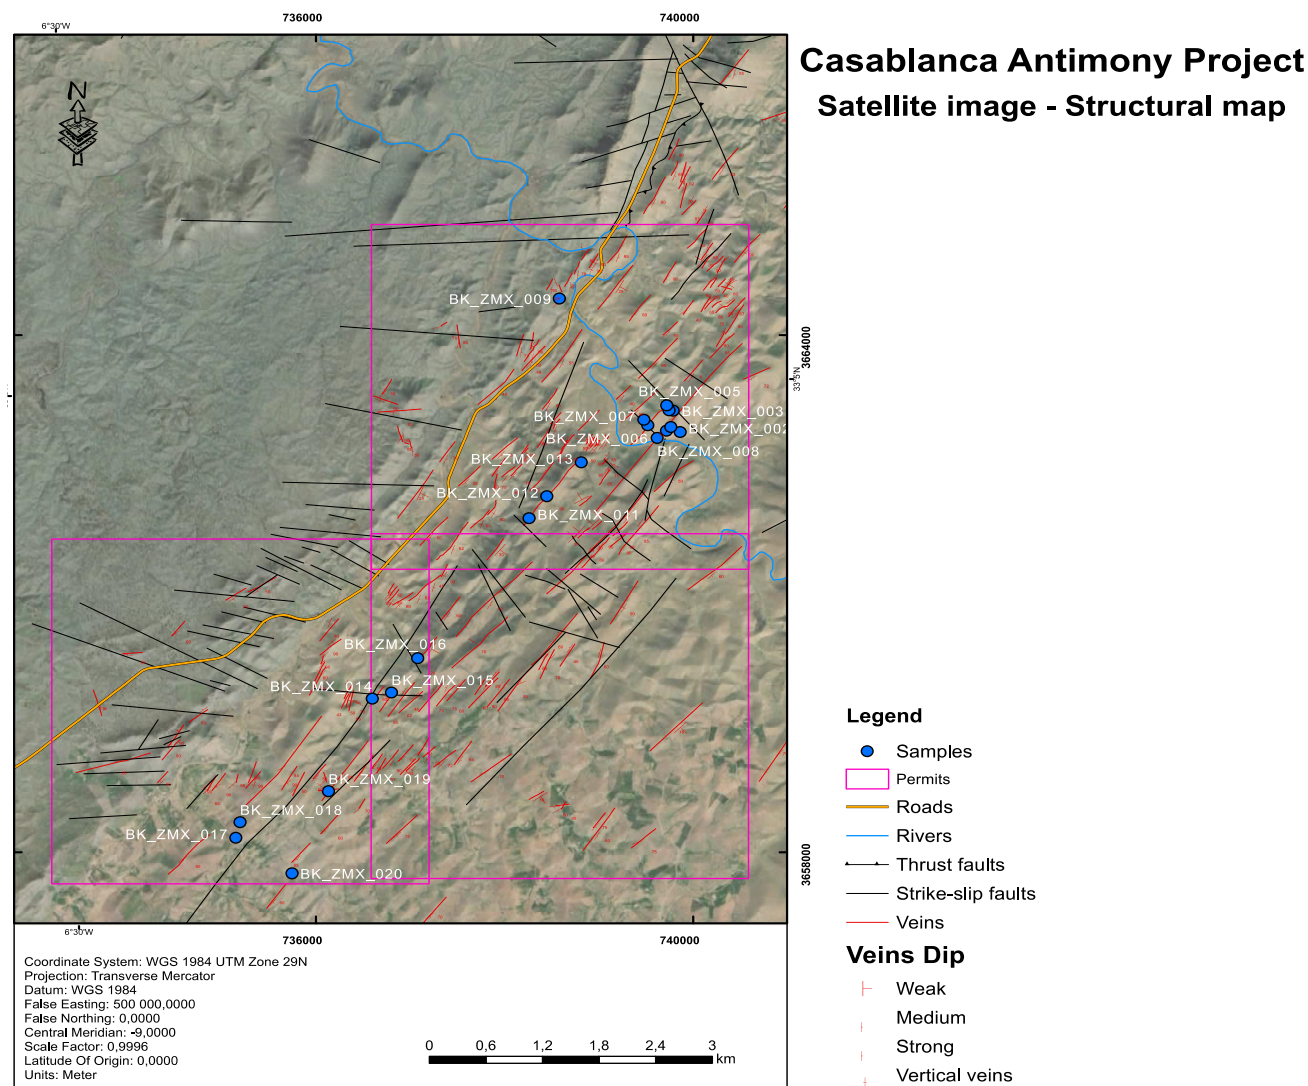 6°30'W
736000
740000
Casablanca Antimony Project
Satellite image - Structural map
N
BK_ZMX_009
3664000
33°5'N
BK_ZMX_005
BK_ZMX_007
BK_ZMX_003
BK_ZMX_002
BK_ZMX_006
BK_ZMX_008
BK_ZMX_013
BK_ZMX_012
BK_ZMX_011
BK_ZMX_016
BK_ZMX_015
BK_ZMX_014
BK_ZMX_019
BK_ZMX_018
BK_ZMX_017
BK_ZMX_020
3658000
6°30'W
736000
740000
Legend
Samples
Permits
Roads
Rivers
Thrust faults
Strike-slip faults
Veins
Veins Dip
Weak
Medium
Strong
Vertical veins
Coordinate System: WGS 1984 UTM Zone 29N
Projection: Transverse Mercator
Datum: WGS 1984
False Easting: 500 000,0000
False Northing: 0,0000
Central Meridian: -9,0000
Scale Factor: 0,9996
Latitude Of Origin: 0,0000
Units: Meter
0 0,6 1,2 1,8 2,4 3
km